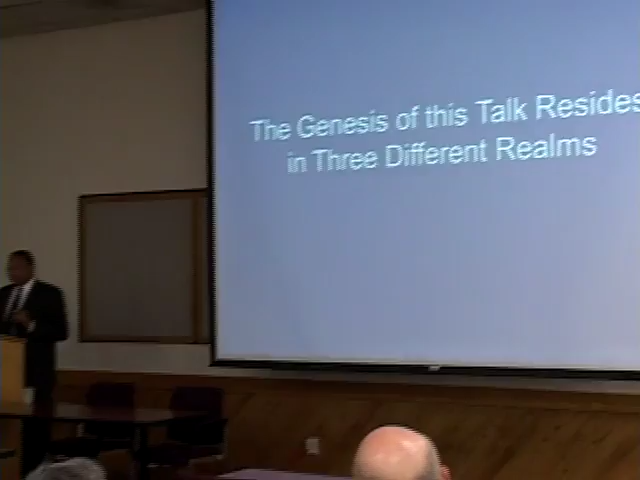 The Genesis of this Talk Resides
in Three Different Realms